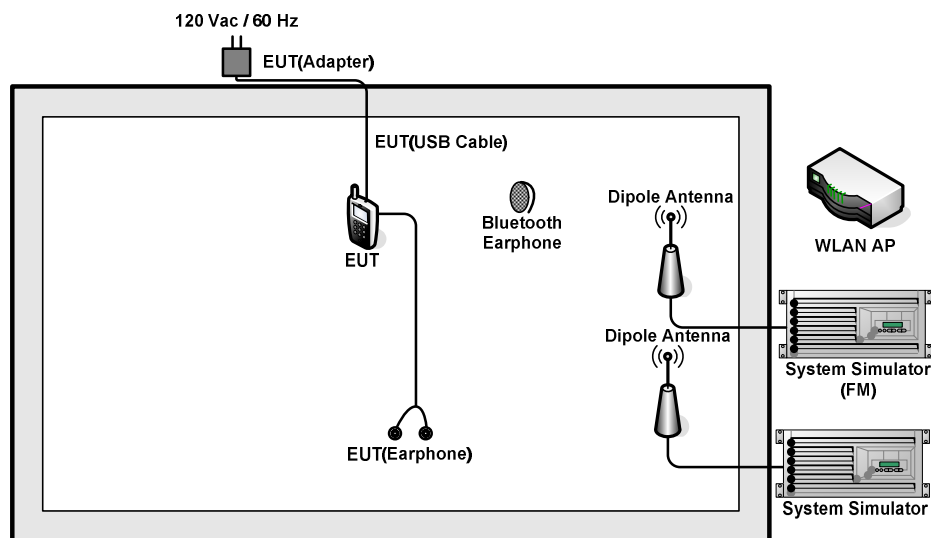 120 Vac / 60 Hz
EUT(Adapter)
EUT(USB Cable)
EUT
Bluetooth
Earphone
Dipole Antenna
WLAN AP
Dipole Antenna
System Simulator
(FM)
EUT(Earphone)
System Simulator